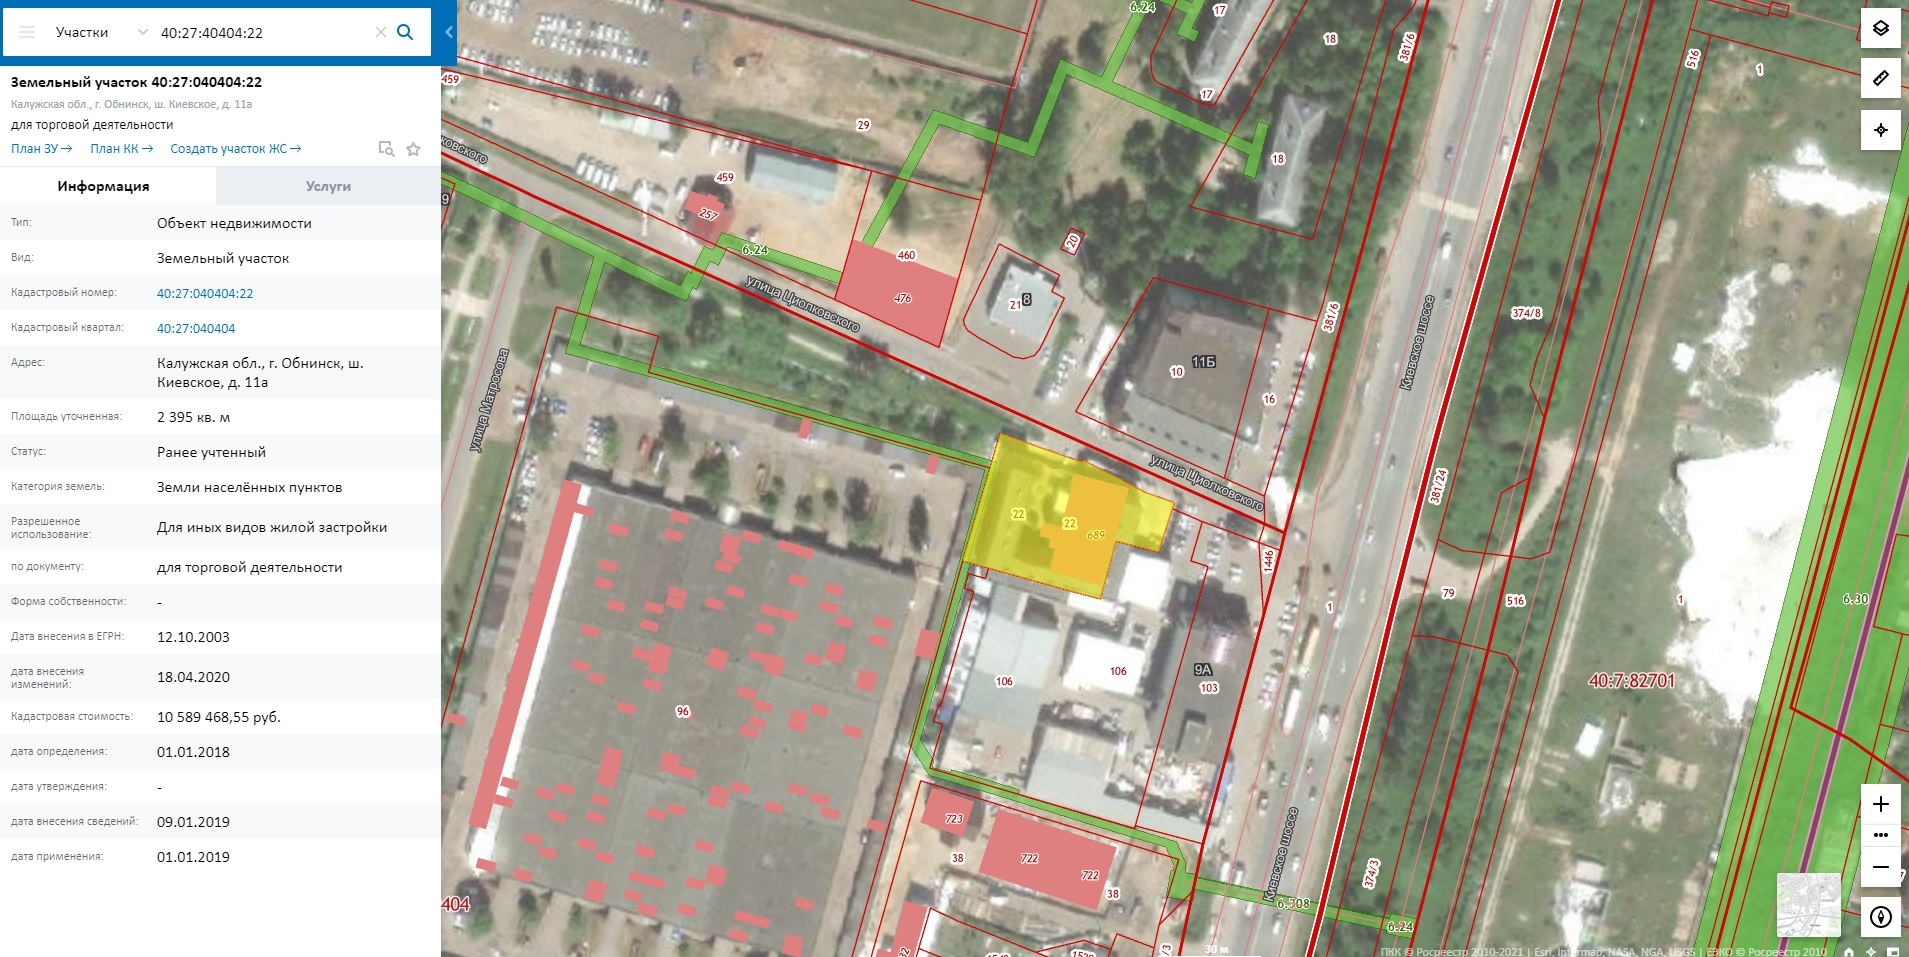 Участки
40:27:40404:22
Земельный участок 40:27:040404:22
Калужская обл., г. Обнинск, ш. Киевское, д. 11а
для торговой деятельности
План ЗУ→
План КК→
Создать участок ЖС→
Информация
Услуги
Тип:
Объект недвижимости
Вид:
Земельный участок
Кадастровый номер:
40:27:040404:22
Кадастровый квартал:
40:27:040404
Адрес:
Калужская обл., г. Обнинск, ш.
Киевское, д. 11а
Площадь уточненная:
2 395 кв. м
Статус:
Ранее учтенный
Категория земель:
Земли населённых пунктов
Разрешенное
использование:
Для иных видов жилой застройки
по документу:
для торговой деятельности
Форма собственности:
-
Дата внесения в ЕГРН:
12.10.2003
дата внесения
изменений:
18.04.2020
Кадастровая стоимость:
10 589 468,55 руб.
дата определения:
01.01.2018
дата утверждения:
-
дата внесения сведений:
09.01.2019
дата применения:
01.01.2019
6.24
17
18
381/6
516
1
459
29
17
18
459
257
6.24
460
476
20
21
8
улица Циолковского
381/6
374/8
Киевское шоссе
11Б
10
16
улица Матросова
улица Циолковского
381/24
22
22
689
1446
1
79
516
1
6.30
106
106
9А
103
40:7:82701
96
723
722
722
38
38
Киевское шоссе
374/3
404
6.308
6.24
30 м
ПКК © Росреестр 2010-2021 | Esri, Intermap, NASA, NGA, USGS | ЕЭКО © Росреестр 2010